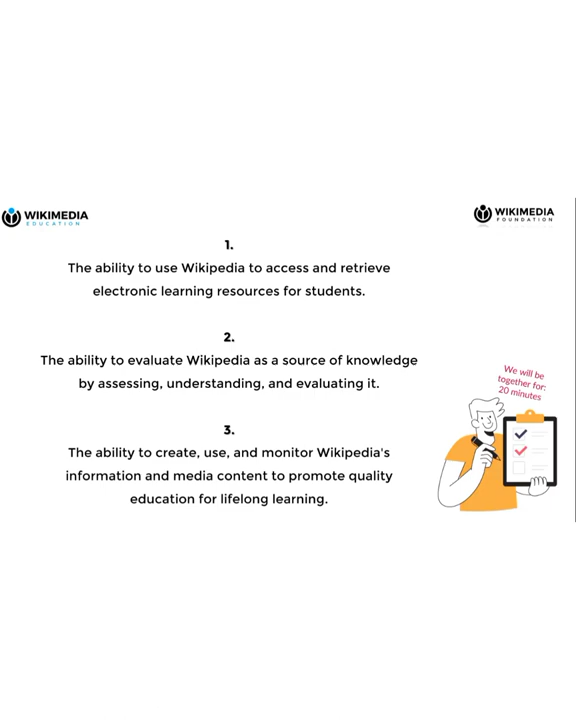 WIKIMEDIA
EDUCATION
WIKIMEDIA
FOUNDATION
1.
The ability to use Wikipedia to access and retrieve
electronic learning resources for students.
2.
The ability to evaluate Wikipedia as a source of knowledge
by assessing, understanding, and evaluating it.
3.
The ability to create, use, and monitor Wikipedia's
information and media content to promote quality
education for lifelong learning.
We will be
together for:
20 minutes